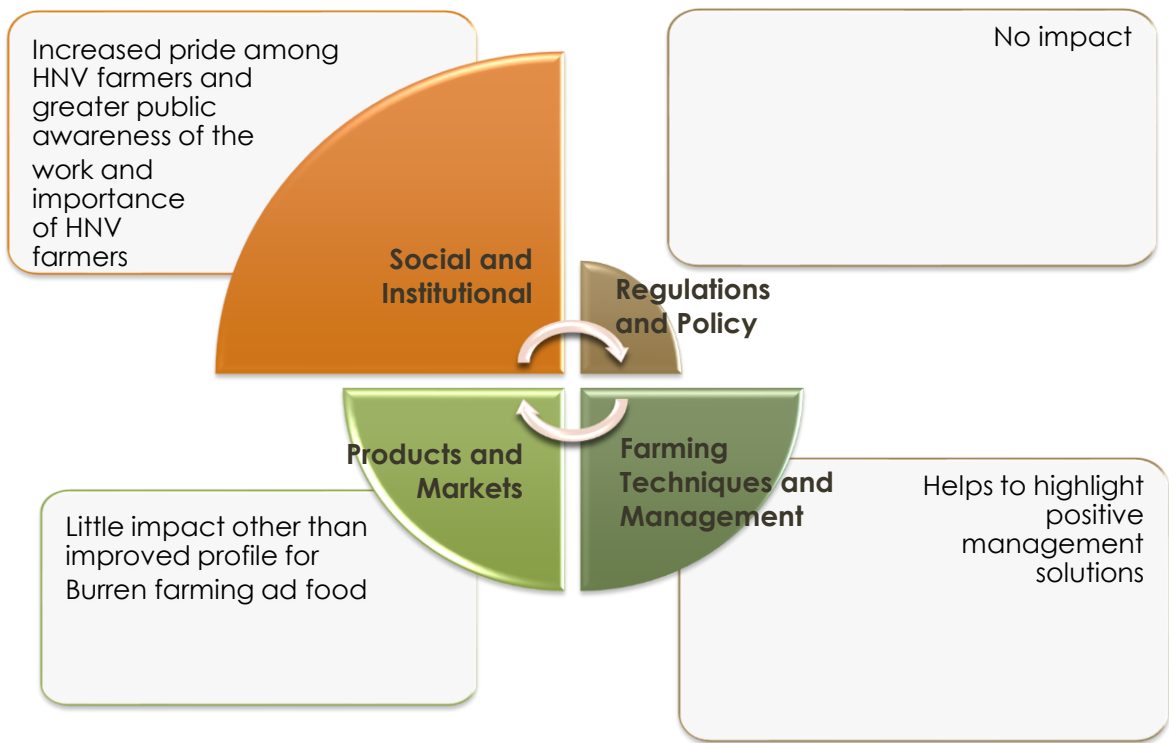 Increased pride among
HNV farmers and
greater public
awareness of the
work and
importance
of HNV
farmers
No impact
Social and
Institutional
Regulations
and Policy
Products and
Markets
Farming
Techniques and
Management
Little impact other than
improved profile for
Burren farming ad food
Helps to highlight
positive
management
solutions